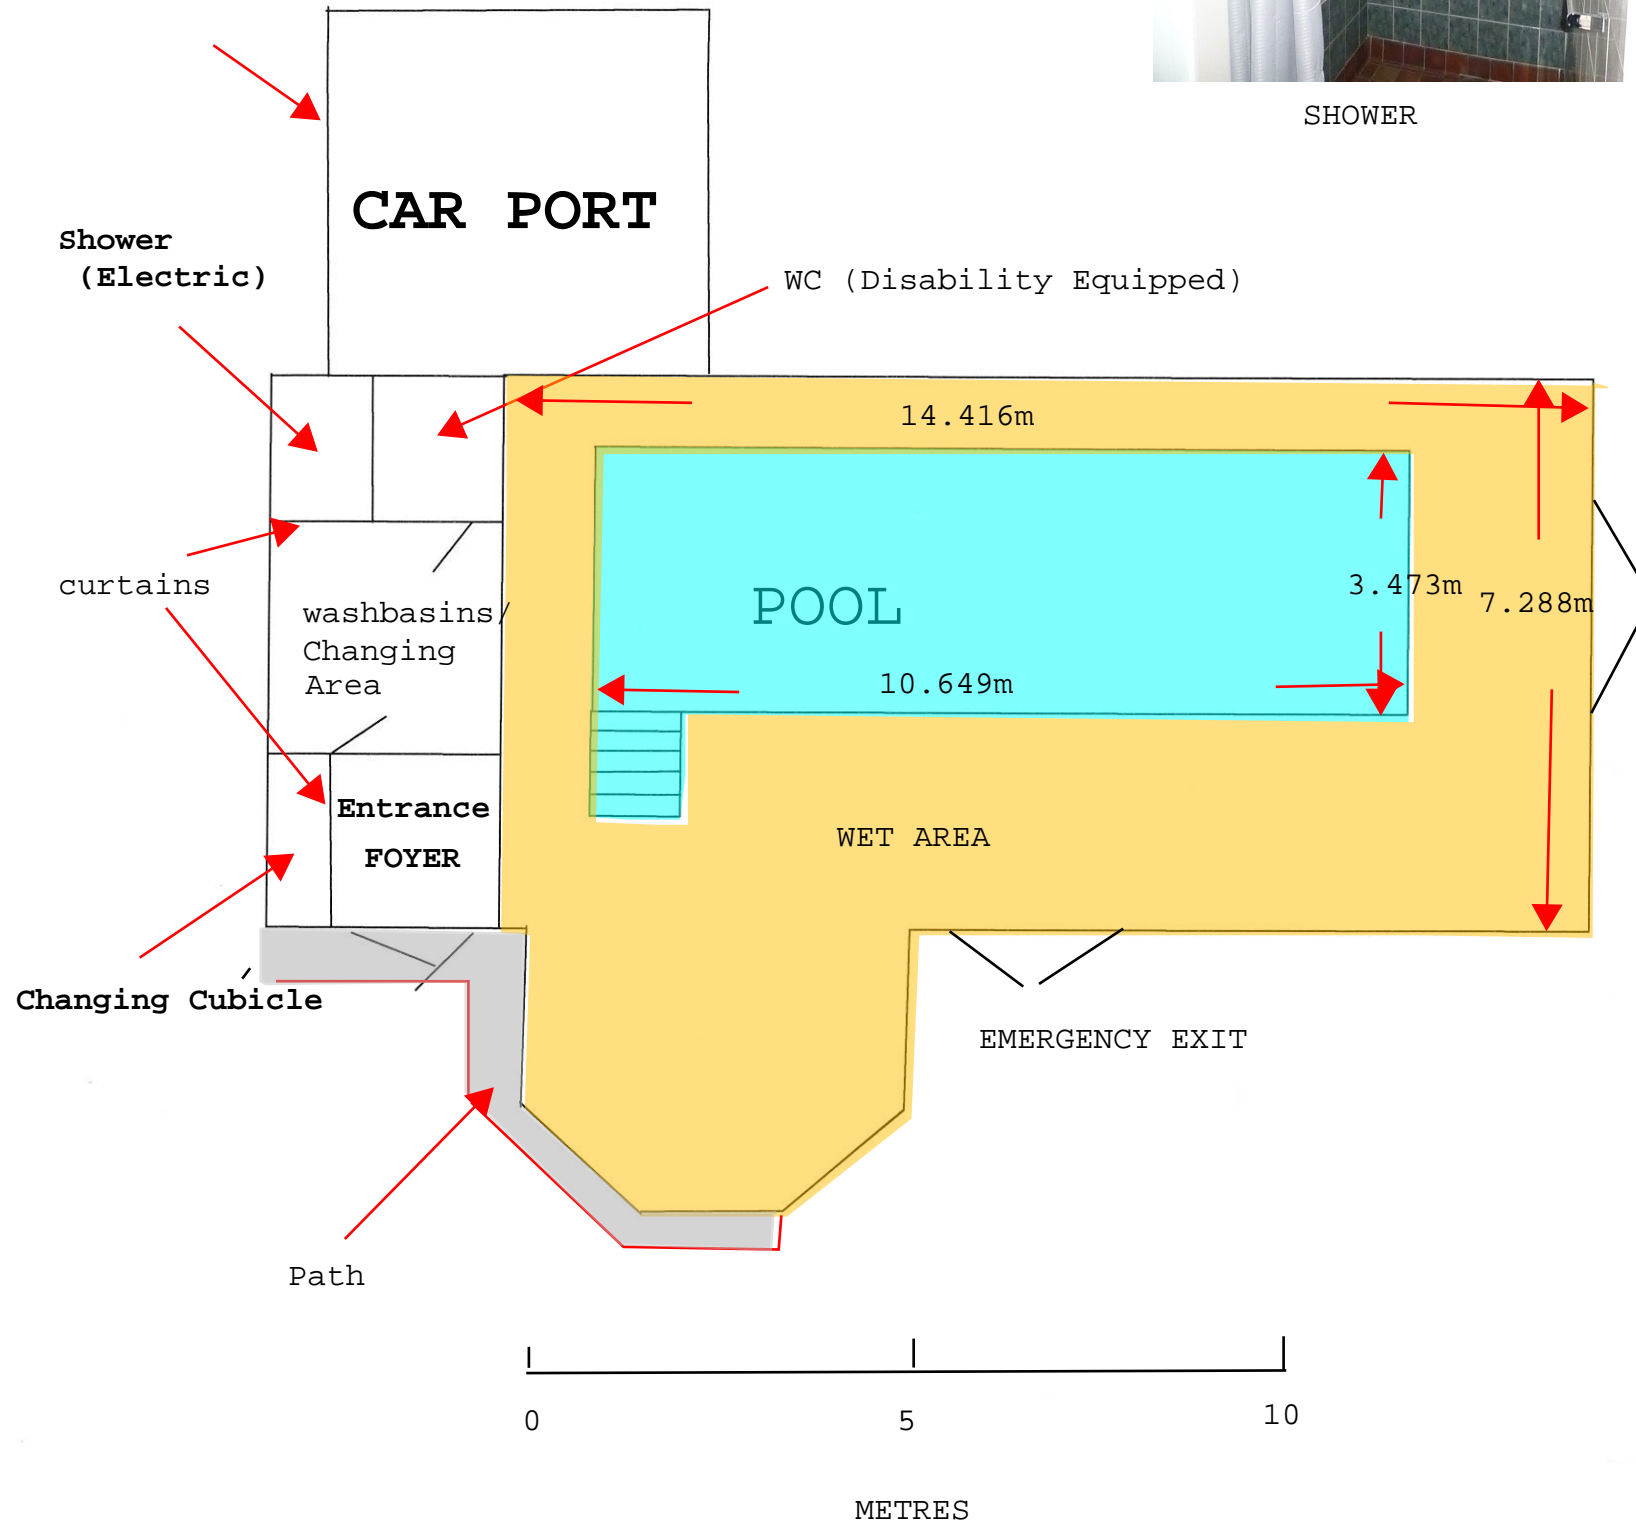 SHOWER
CAR PORT
Shower
(Electric)
WC (Disability Equipped)
14.416m
curtains
washbasins/
Changing
Area
POOL
3.473m
7.288m
10.649m
Entrance
FOYER
WET AREA
Changing Cubicle
EMERGENCY EXIT
Path
0
5
10
METRES